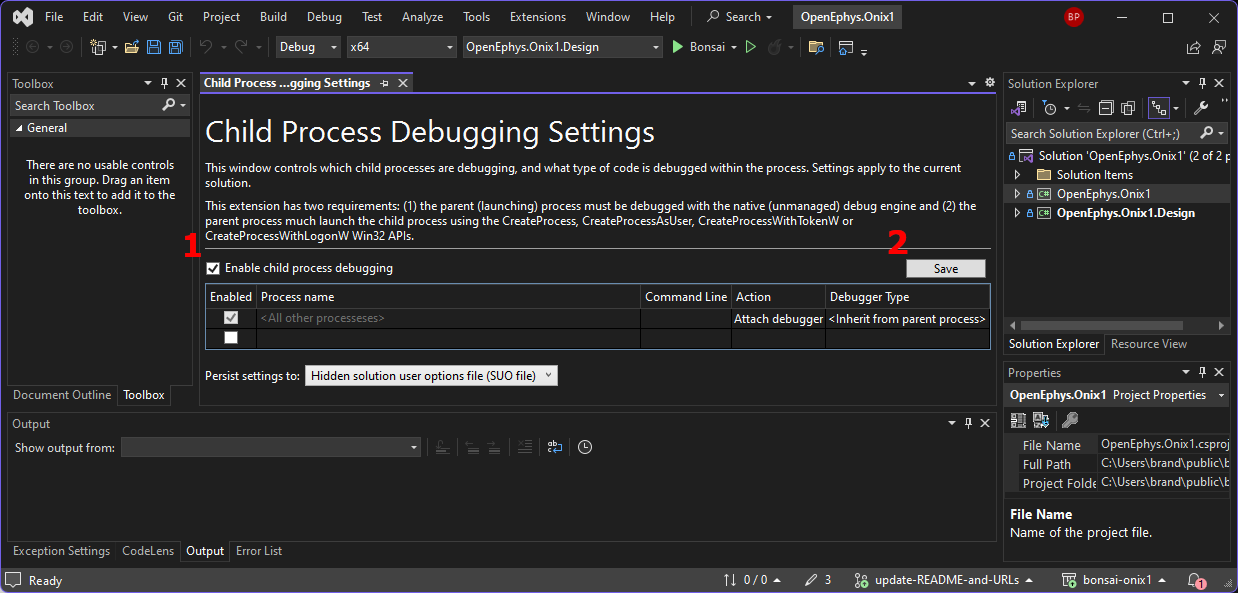 File Edit View Git Project Build Debug Test Analyze Tools Extensions Window Help Search OpenEphys.Onix1 BP
Debug x64 OpenEphys.Onix1.Design Bonsai
Toolbox
Search Toolbox
General
There are no usable controls
in this group. Drag an item
onto this text to add it to the
toolbox.
Document Outline Toolbox
Child Process ...gging Settings
Child Process Debugging Settings
This window controls which child processes are debugging, and what type of code is debugged within the process. Settings apply to the current
solution.
This extension has two requirements: (1) the parent (launching) process must be debugged with the native (unmanaged) debug engine and (2) the
parent process much launch the child process using the CreateProcess, CreateProcessAsUser, CreateProcessWithTokenW or
CreateProcessWithLogonW Win32 APIs.
1 2
Enable child process debugging Save
Enabled Process name Command Line Action Debugger Type
<All other processeses> Attach debugger <Inherit from parent process>
Persist settings to: Hidden solution user options file (SUO file)
Solution Explorer
Search Solution Explorer (Ctrl+;)
Solution 'OpenEphys.Onix1' (2 of 2 p
Solution Items
C# OpenEphys.Onix1
C# OpenEphys.Onix1.Design
Solution Explorer Resource View
Properties
OpenEphys.Onix1 Project Properties
File Name OpenEphys.Onix1.csproj
Full Path C:\Users\brand\public\b
Project Folde C:\Users\brand\public\b
File Name
Name of the project file.
Output
Show output from:
Exception Settings CodeLens Output Error List
Ready 0 / 0 3 update-README-and-URLs bonsai-onix1 1